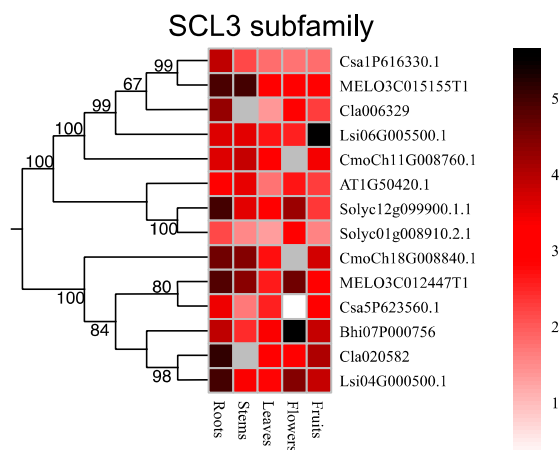 SCL3 subfamily
99
67
99
100
100
100
100
80
84
98
Csa1P616330.1
MELO3C015155T1
Cla006329
Lsi06G005500.1
CmoCh11G008760.1
AT1G50420.1
Solyc12g099900.1.1
Solyc01g008910.2.1
CmoCh18G008840.1
MELO3C012447T1
Csa5P623560.1
Bhi07P000756
Cla020582
Lsi04G000500.1
Roots
Stems
Leaves
Flowers
Fruits
5
4
3
2
1